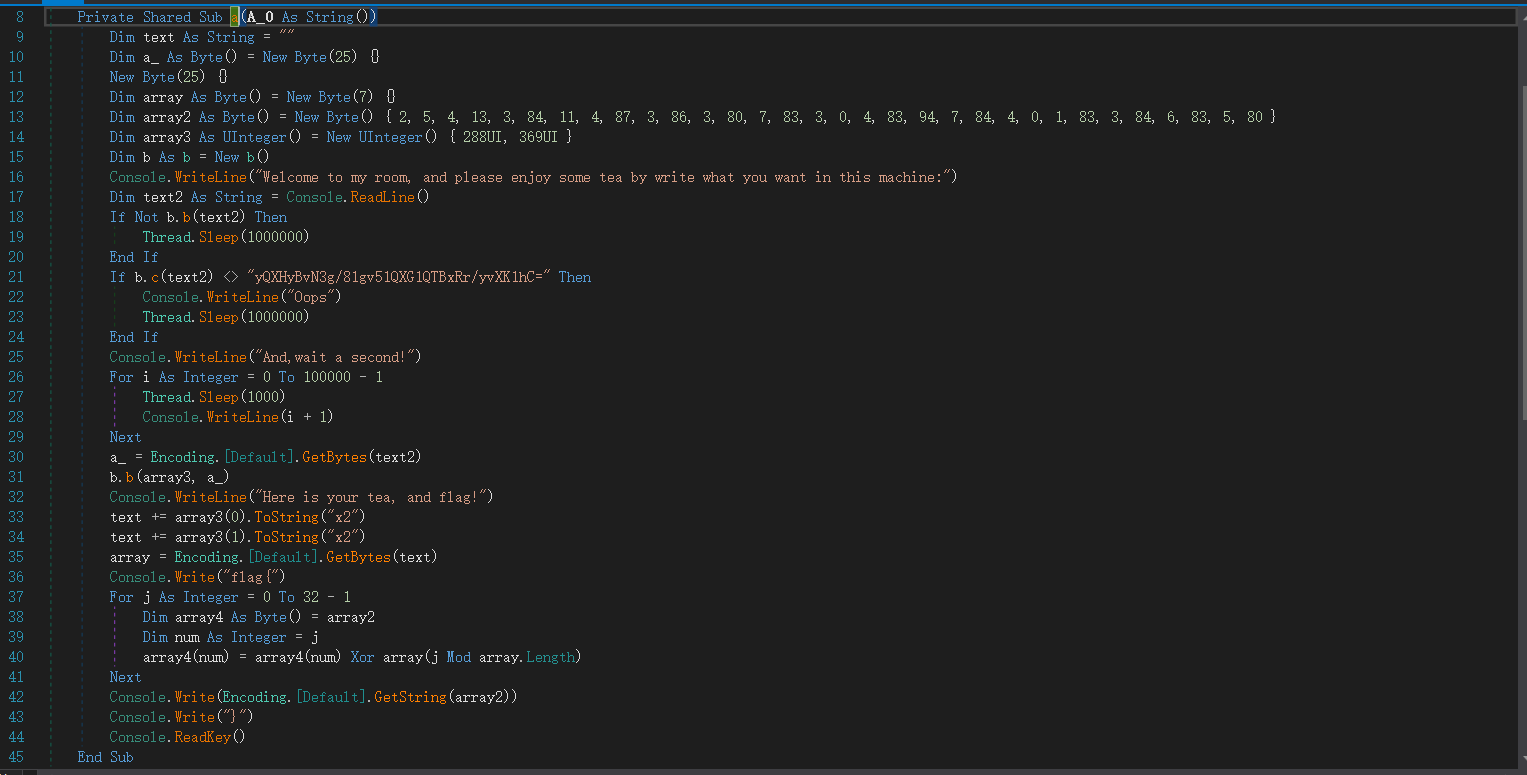 8 Private Shared Sub a(A_0 As String())
9 Dim text As String = ""
10 Dim a_ As Byte() = New Byte(25) {}
11 New Byte(25) {}
12 Dim array As Byte() = New Byte(7) {}
13 Dim array2 As Byte() = New Byte() { 2, 5, 4, 13, 3, 84, 11, 4, 87, 3, 86, 3, 80, 7, 83, 3, 0, 4, 83, 94, 7, 84, 4, 0, 1, 83, 3, 84, 6, 83, 5, 80 }
14 Dim array3 As UInteger() = New UInteger() { 288UI, 369UI }
15 Dim b As b = New b()
16 Console.WriteLine("Welcome to my room, and please enjoy some tea by write what you want in this machine:")
17 Dim text2 As String = Console.ReadLine()
18 If Not b.b(text2) Then
19 Thread.Sleep(1000000)
20 End If
21 If b.c(text2) <> "yQXHyBvN3g/81gv51QXG1QTBxRr/yvXK1hC=" Then
22 Console.WriteLine("Oops")
23 Thread.Sleep(1000000)
24 End If
25 Console.WriteLine("And,wait a second!")
26 For i As Integer = 0 To 100000 - 1
27 Thread.Sleep(1000)
28 Console.WriteLine(i + 1)
29 Next
30 a_ = Encoding.[Default].GetBytes(text2)
31 b.b(array3, a_)
32 Console.WriteLine("Here is your tea, and flag!")
33 text += array3(0).ToString("x2")
34 text += array3(1).ToString("x2")
35 array = Encoding.[Default].GetBytes(text)
36 Console.Write("flag{")
37 For j As Integer = 0 To 32 - 1
38 Dim array4 As Byte() = array2
39 Dim num As Integer = j
40 array4(num) = array4(num) Xor array(j Mod array.Length)
41 Next
42 Console.Write(Encoding.[Default].GetString(array2))
43 Console.Write("}")
44 Console.ReadKey()
45 End Sub